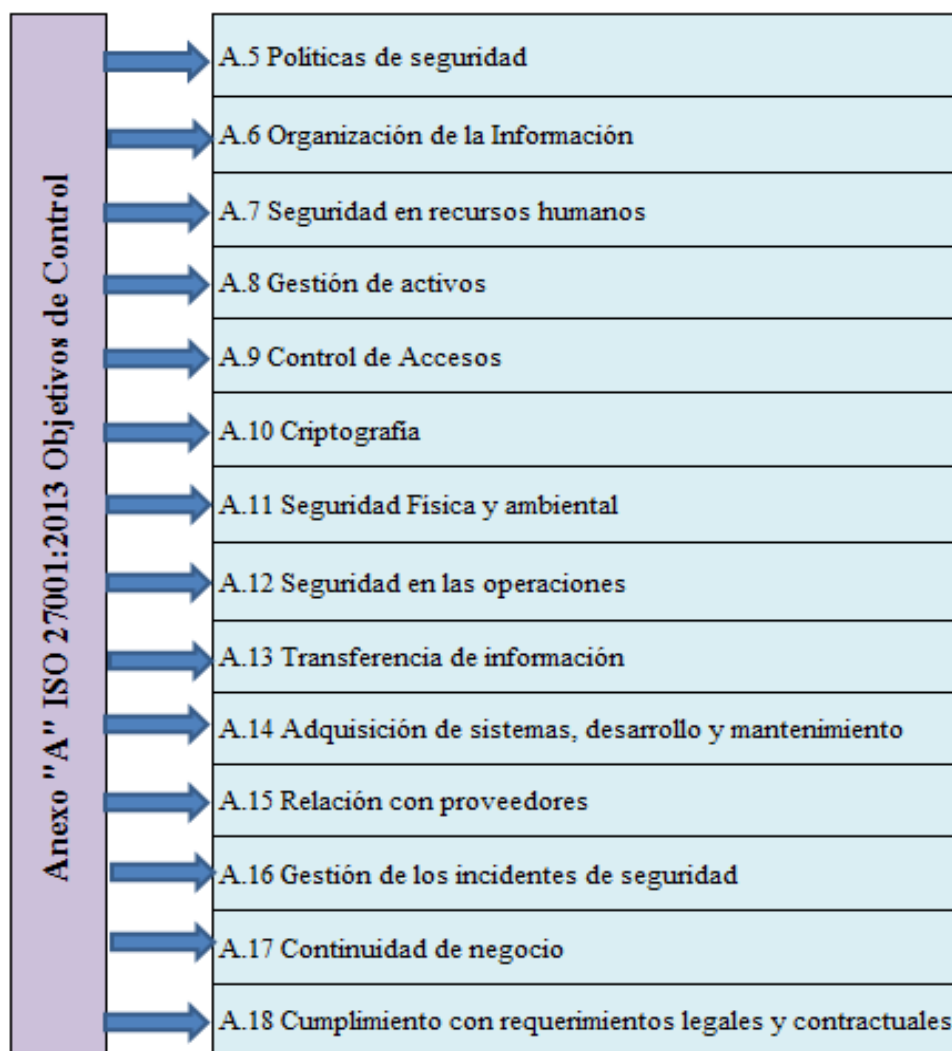 Anexo "A" ISO 27001:2013 Objetivos de Control
A.5 Políticas de seguridad
A.6 Organización de la Información
A.7 Seguridad en recursos humanos
A.8 Gestión de activos
A.9 Control de Accesos
A.10 Criptografía
A.11 Seguridad Física y ambiental
A.12 Seguridad en las operaciones
A.13 Transferencia de información
A.14 Adquisición de sistemas, desarrollo y mantenimiento
A.15 Relación con proveedores
A.16 Gestión de los incidentes de seguridad
A.17 Continuidad de negocio
A.18 Cumplimiento con requerimientos legales y contractuales